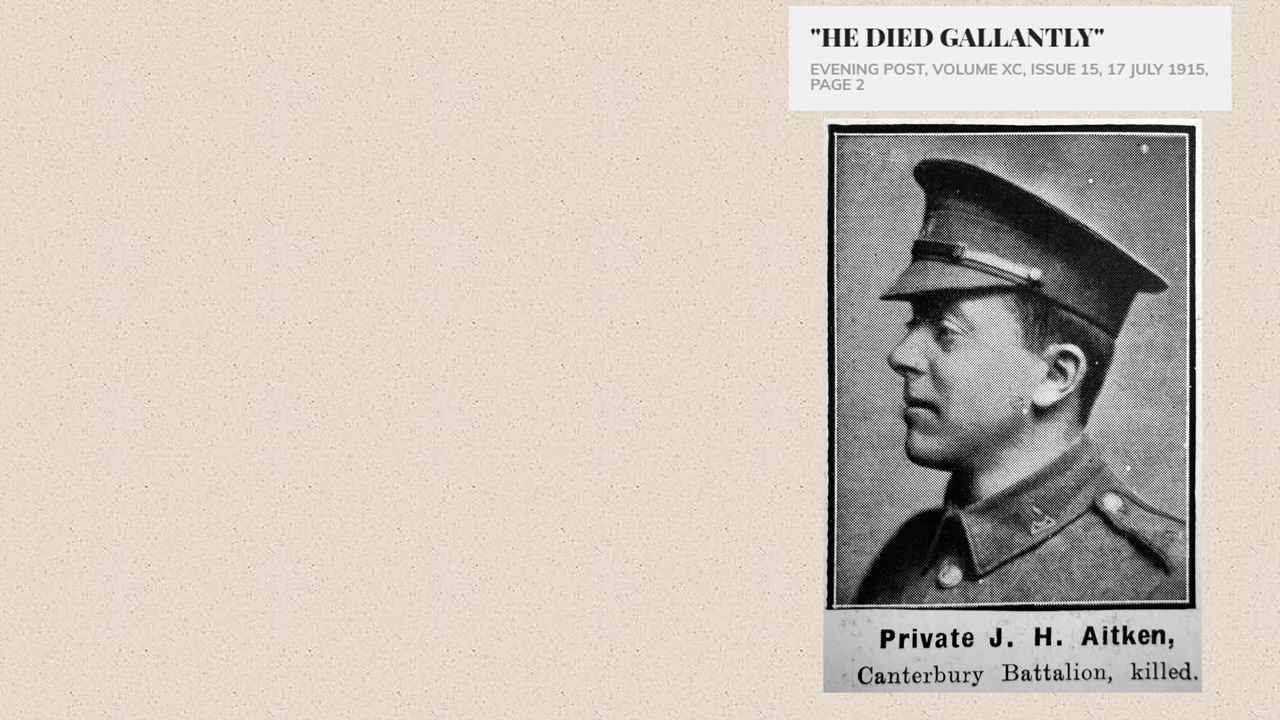 "HE DIED GALLANTLY"
EVENING POST, VOLUME XC, ISSUE 15, 17 JULY 1915,
PAGE 2
Private J. H. Aitken,
Canterbury Battalion, killed.